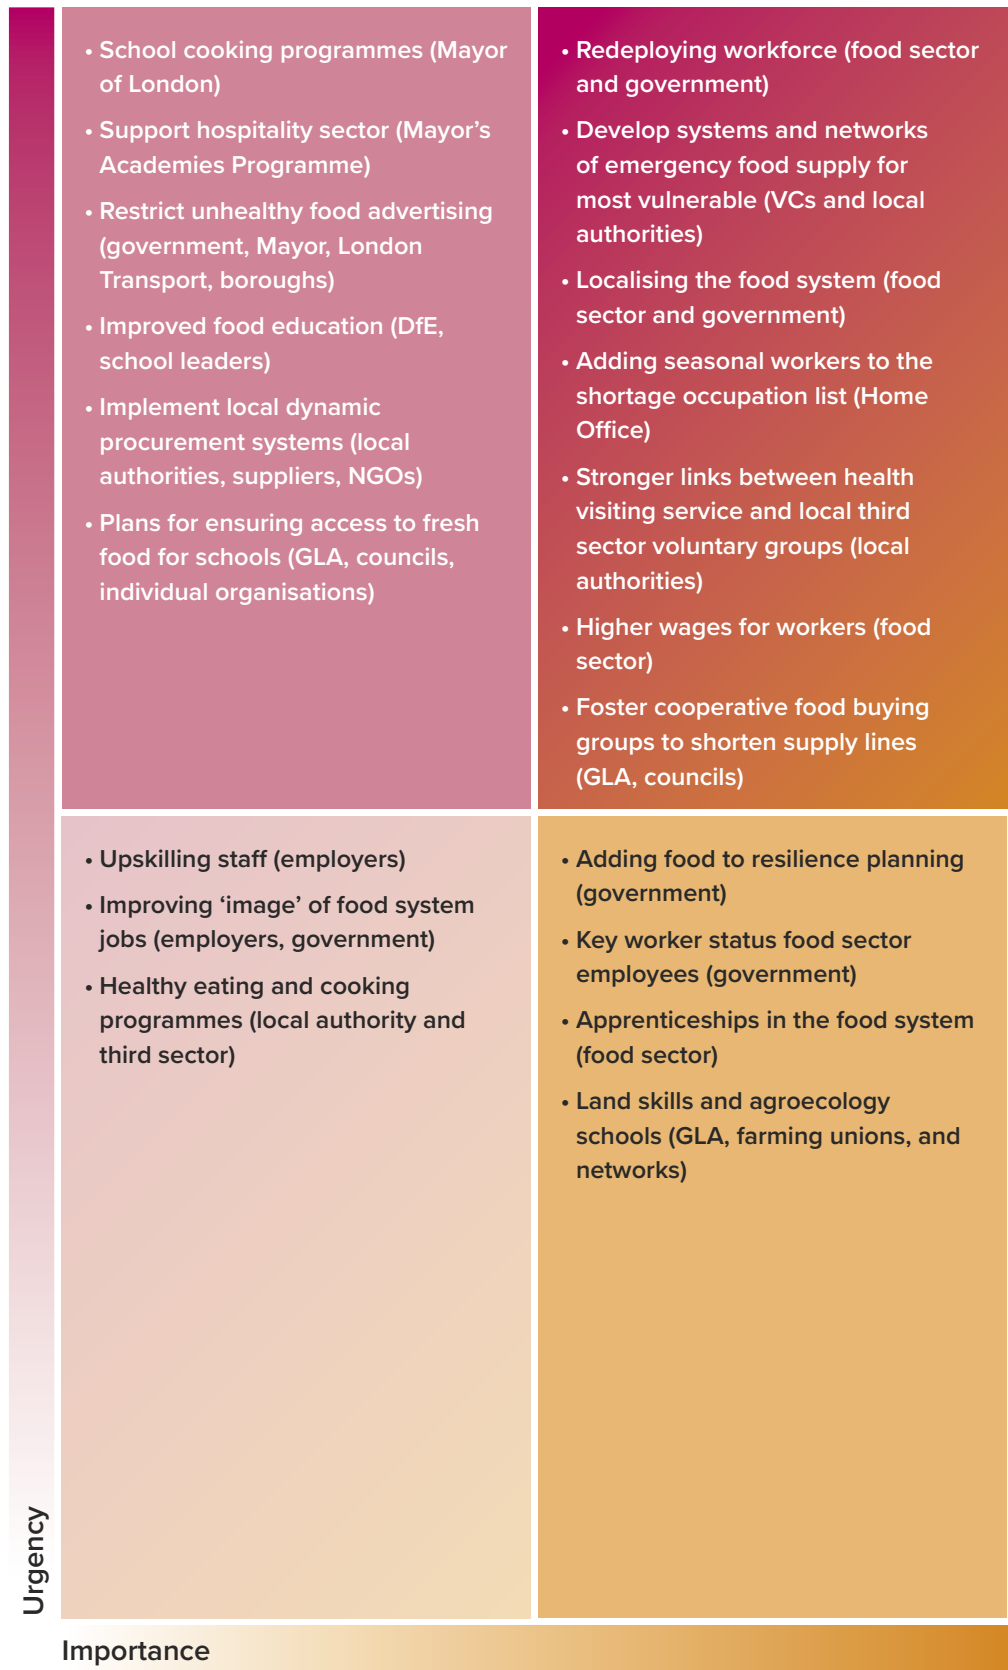 • School cooking programmes (Mayor
of London)
• Support hospitality sector (Mayor’s
Academies Programme)
• Restrict unhealthy food advertising
(government, Mayor, London
Transport, boroughs)
• Improved food education (DfE,
school leaders)
• Implement local dynamic
procurement systems (local
authorities, suppliers, NGOs)
• Plans for ensuring access to fresh
food for schools (GLA, councils,
individual organisations)
• Redeploying workforce (food sector
and government)
• Develop systems and networks
of emergency food supply for
most vulnerable (VCs and local
authorities)
• Localising the food system (food
sector and government)
• Adding seasonal workers to the
shortage occupation list (Home
Office)
• Stronger links between health
visiting service and local third
sector voluntary groups (local
authorities)
• Higher wages for workers (food
sector)
• Foster cooperative food buying
groups to shorten supply lines
(GLA, councils)
• Upskilling staff (employers)
• Improving ‘image’ of food system
jobs (employers, government)
• Healthy eating and cooking
programmes (local authority and
third sector)
• Adding food to resilience planning
(government)
• Key worker status food sector
employees (government)
• Apprenticeships in the food system
(food sector)
• Land skills and agroecology
schools (GLA, farming unions, and
networks)
Urgency
Importance